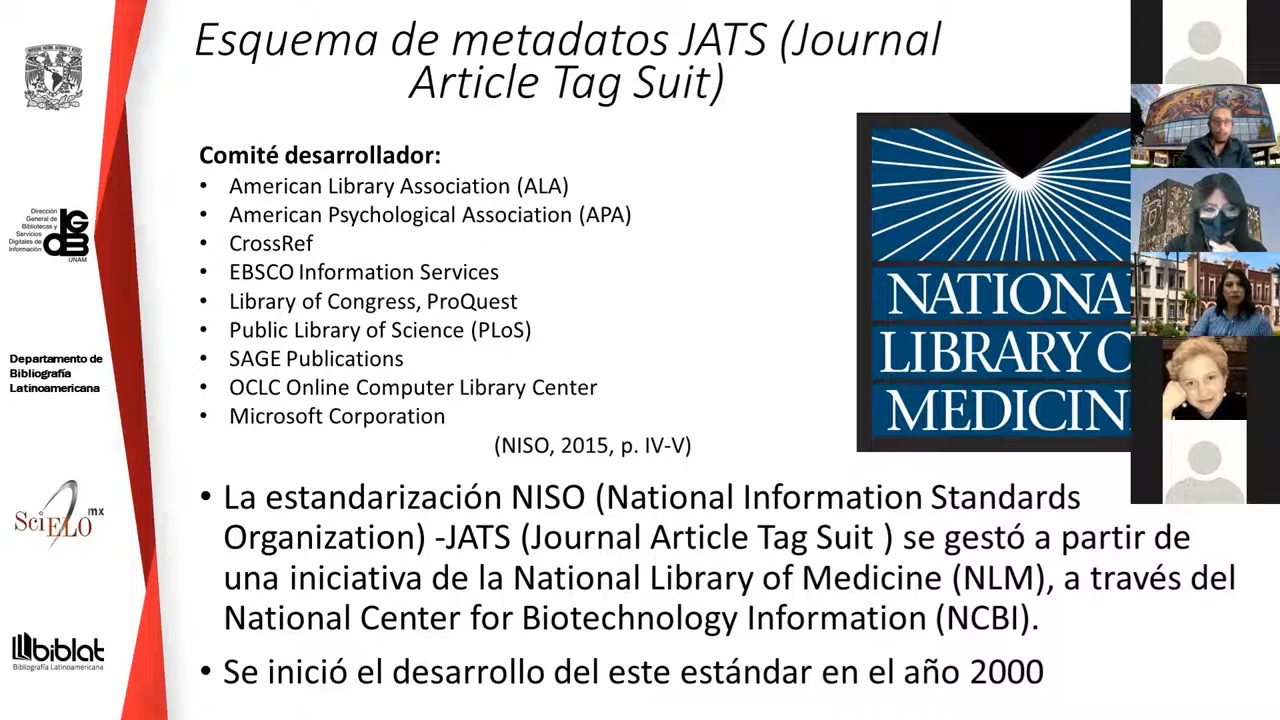 Esquema de metadatos JATS (Journal
Article Tag Suit)
Comité desarrollador:
• American Library Association (ALA)
• American Psychological Association (APA)
• CrossRef
• EBSCO Information Services
• Library of Congress, ProQuest
• Public Library of Science (PLoS)
• SAGE Publications
• OCLC Online Computer Library Center
• Microsoft Corporation
(NISO, 2015, p. IV-V)
NATIONA
LIBRARY O
MEDICIN
• La estandarización NISO (National Information Standards
Organization) -JATS (Journal Article Tag Suit ) se gestó a partir de
una iniciativa de la National Library of Medicine (NLM), a través del
National Center for Biotechnology Information (NCBI).
• Se inició el desarrollo del este estándar en el año 2000
Dirección
General de
Bibliotecas y
Servicios
Digitales de
Información
UNAM
Departamento de
Bibliografía
Latinoamericana
SciELO mx
biblat
Bibliografía Latinoamericana